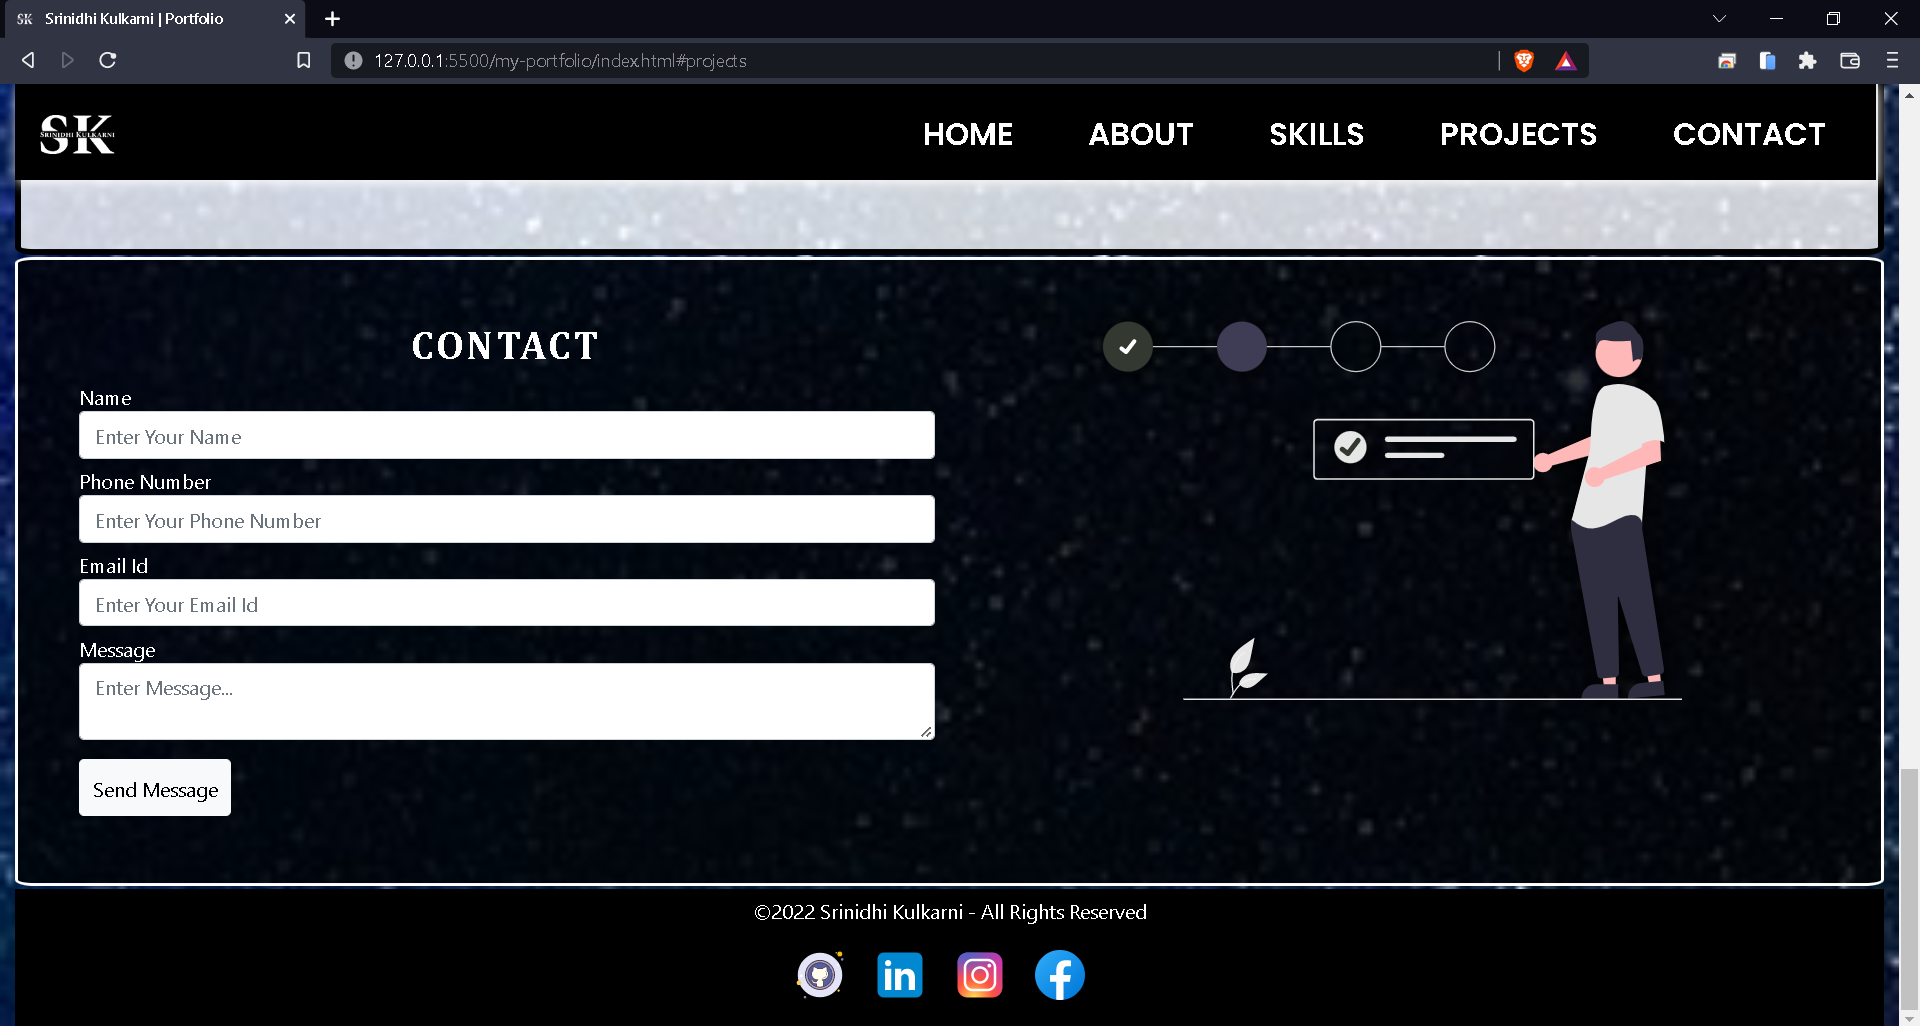 SK Srinidhi Kulkarni | Portfolio
127.0.0.1:5500/my-portfolio/index.html#projects
SK
SRINIDHI KULKARNI
HOME ABOUT SKILLS PROJECTS CONTACT
CONTACT
Name
Enter Your Name
Phone Number
Enter Your Phone Number
Email Id
Enter Your Email Id
Message
Enter Message...
Send Message
©2022 Srinidhi Kulkarni - All Rights Reserved
in